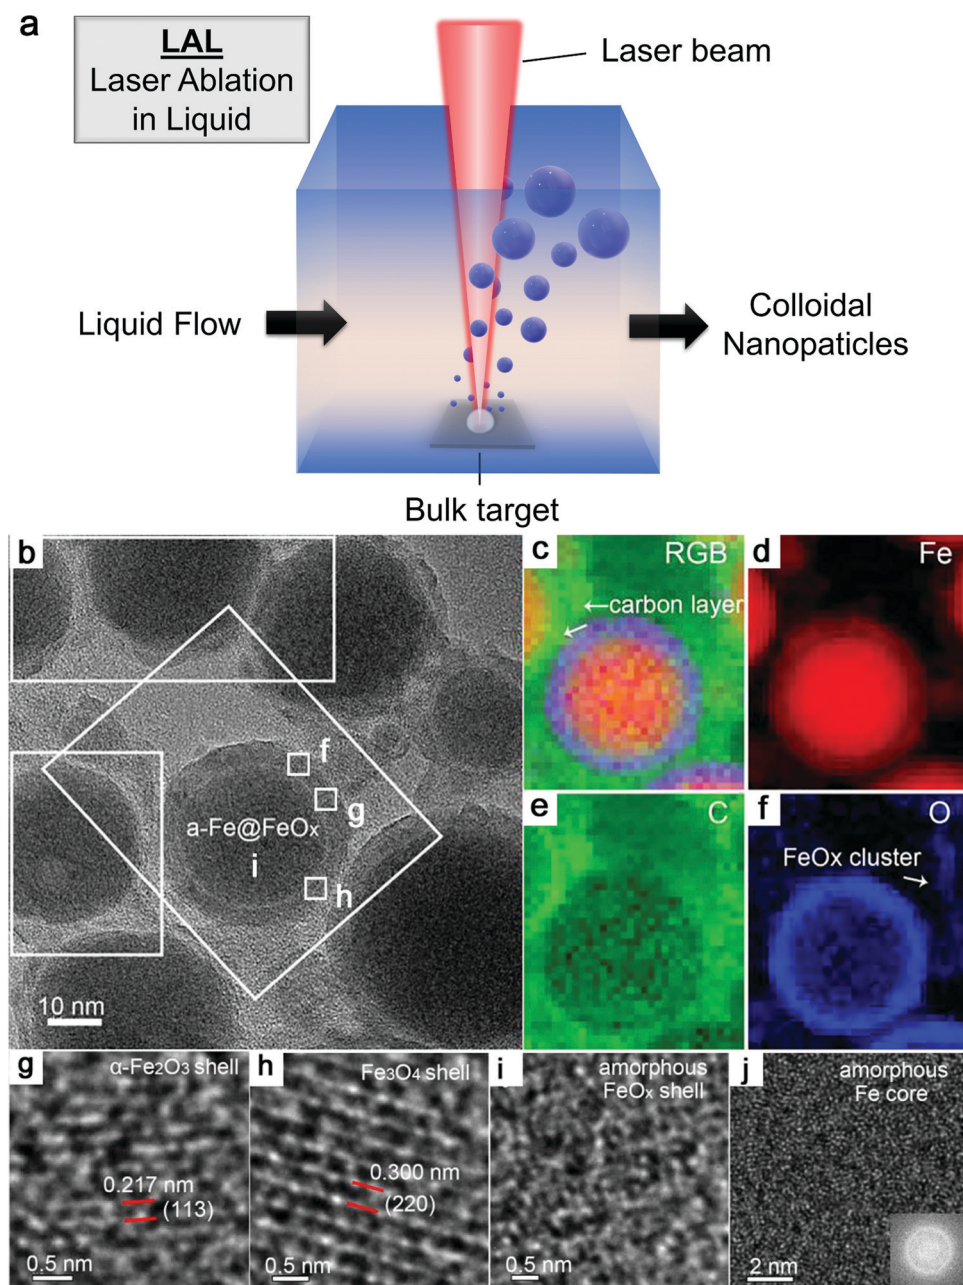 a
LAL
Laser Ablation
in Liquid
Laser beam
Liquid Flow
Colloidal
Nanopaticles
Bulk target
b
f
g
a-Fe@FeOx
i
h
10 nm
c
RGB
←carbon layer
d
Fe
e
C
f
O
FeOx cluster
g
α-Fe₂O₃ shell
0.217 nm
(113)
0.5 nm
h
Fe₃O₄ shell
0.300 nm
(220)
0.5 nm
i
amorphous
FeOx shell
0.5 nm
j
amorphous
Fe core
2 nm